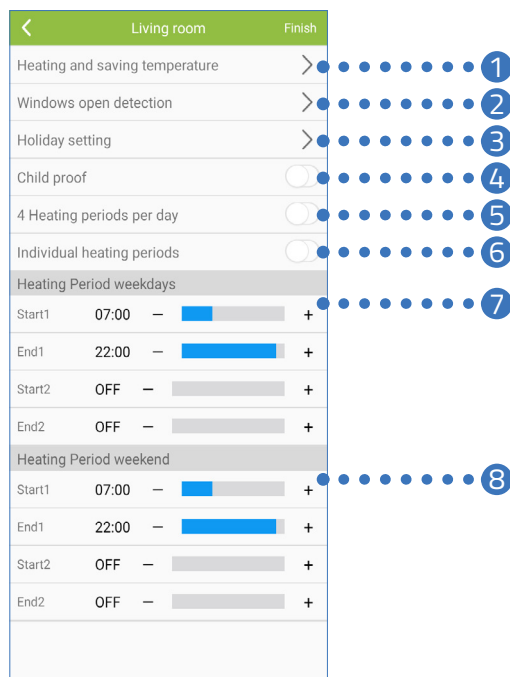 Living room Finish
Heating and saving temperature 1
Windows open detection 2
Holiday setting 3
Child proof 4
4 Heating periods per day 5
Individual heating periods 6
Heating Period weekdays
Start1 07:00 − + 7
End1 22:00 − +
Start2 OFF − +
End2 OFF − +
Heating Period weekend
Start1 07:00 − + 8
End1 22:00 − +
Start2 OFF − +
End2 OFF − +